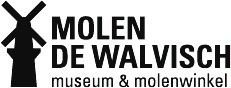 MOLEN
DE WALVISCH
museum & molenwinkel